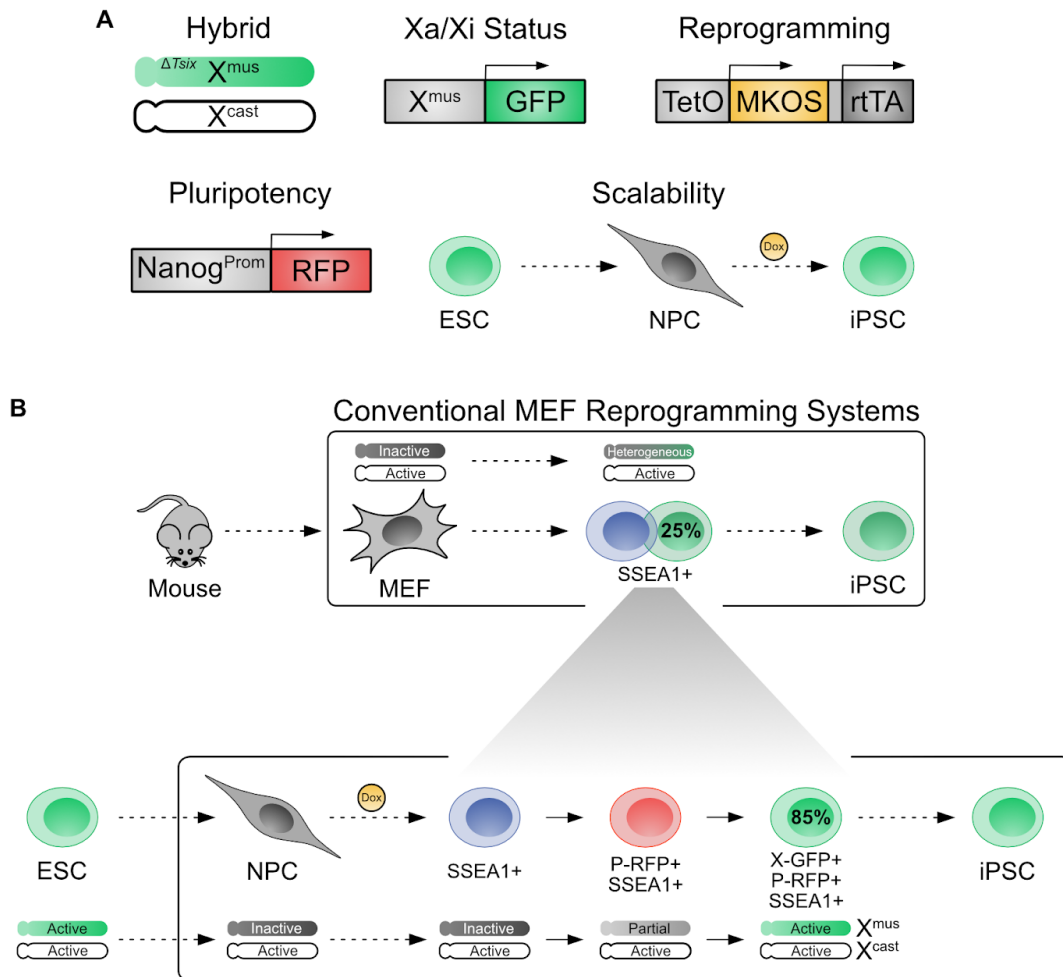 A
Hybrid
ΔTsix Xmus
Xcast
Xa/Xi Status
Xmus GFP
Reprogramming
TetO MKOS rtTA
Pluripotency
NanogProm RFP
Scalability
Dox
ESC NPC iPSC
B
Conventional MEF Reprogramming Systems
Inactive Heterogeneous
Active Active
25%
Mouse MEF SSEA1+ iPSC
Dox 85%
ESC NPC SSEA1+ P-RFP+ X-GFP+ iPSC
SSEA1+ P-RFP+
SSEA1+
Active Inactive Inactive Partial Active Xmus
Active Active Active Active Active Xcast